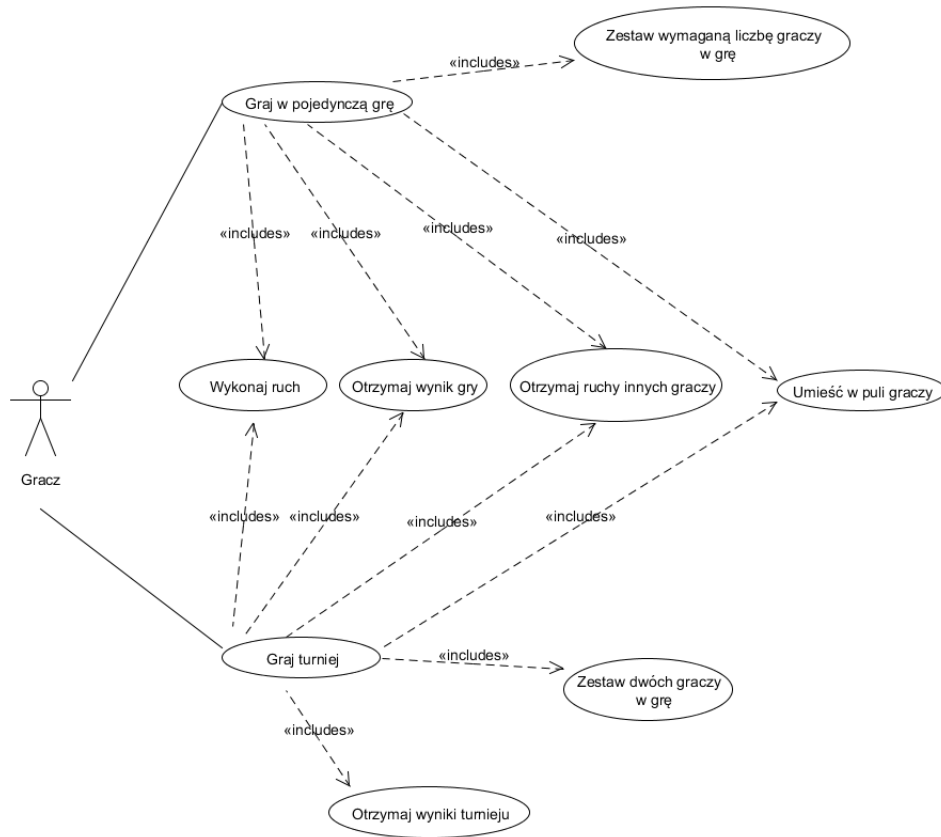 Zestaw wymaganą liczbę graczy
w grę
«includes»
Graj w pojedynczą grę
«includes»
«includes»
«includes»
«includes»
Wykonaj ruch
Otrzymaj wynik gry
Otrzymaj ruchy innych graczy
Umieść w puli graczy
Gracz
«includes»
«includes»
«includes»
«includes»
Graj turniej
«includes»
Zestaw dwóch graczy
w grę
«includes»
Otrzymaj wyniki turnieju